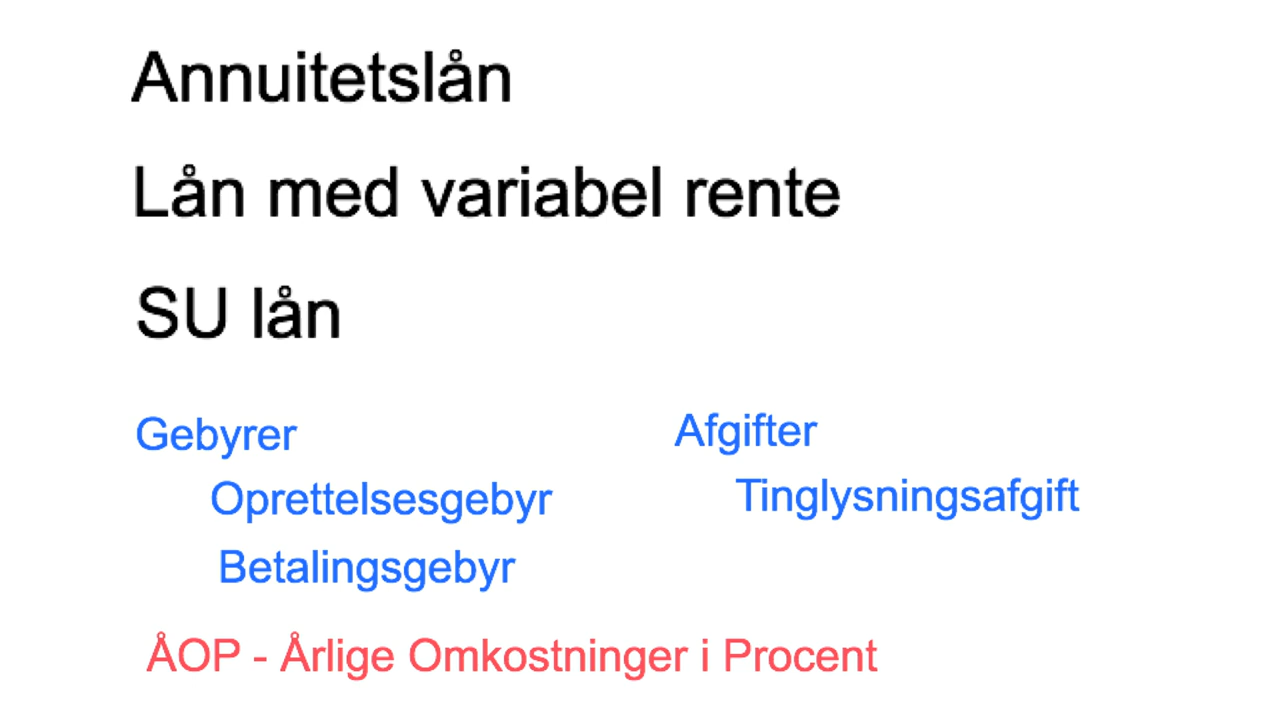 Annuitetslån
Lån med variabel rente
SU lån
Gebyrer
Oprettelsesgebyr
Betalingsgebyr
Afgifter
Tinglysningsafgift
ÅOP - Årlige Omkostninger i Procent